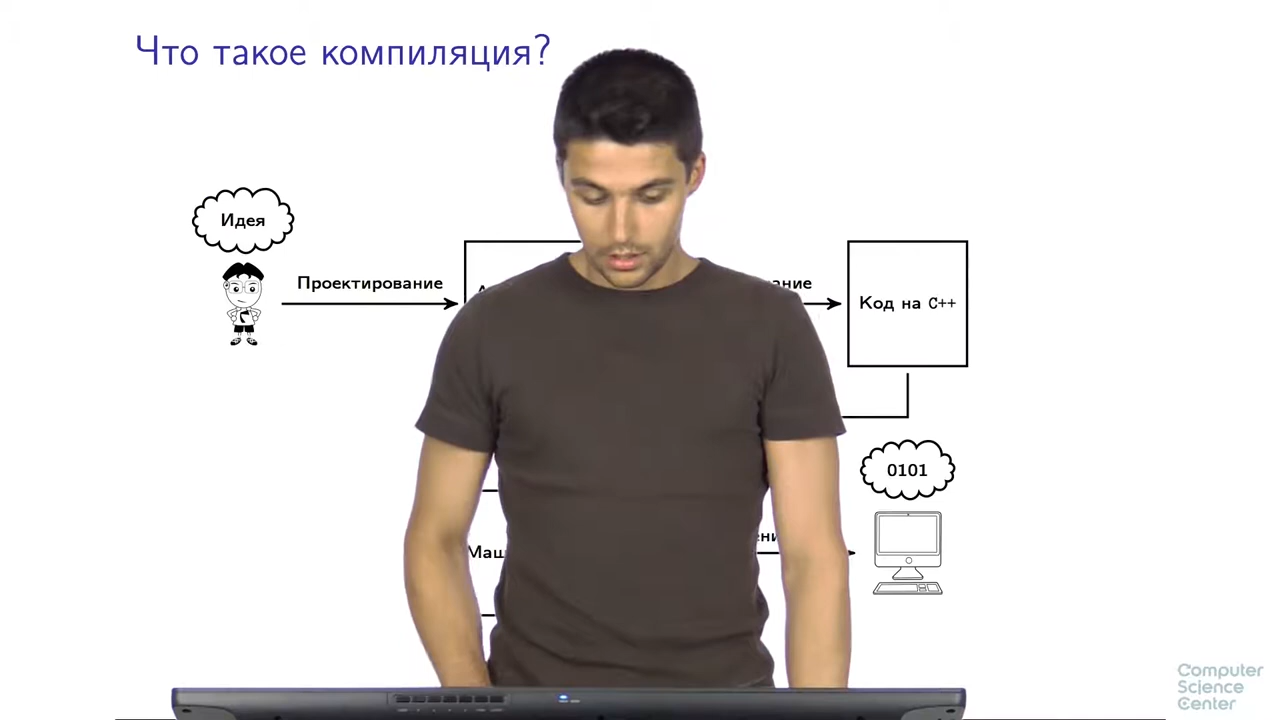 Что такое компиляция?
Идея
Проектирование
Код на C++
0101
Computer
Science
Center